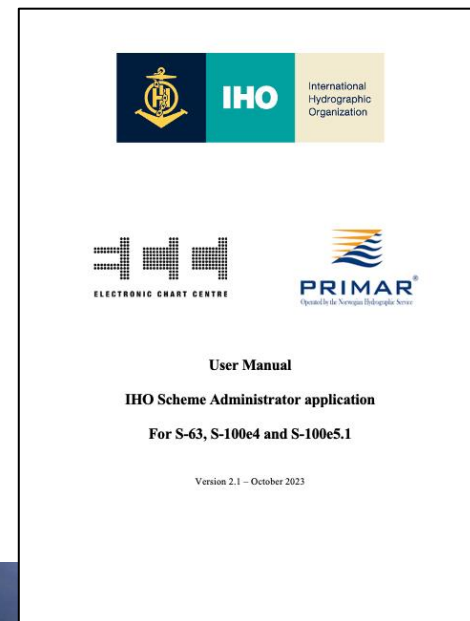 IHO
International
Hydrographic
Organization
ELECTRONIC CHART CENTRE
PRIMAR®
Operated by the Norwegian Hydrographic Service
User Manual
IHO Scheme Administrator application
For S-63, S-100e4 and S-100e5.1
Version 2.1 – October 2023